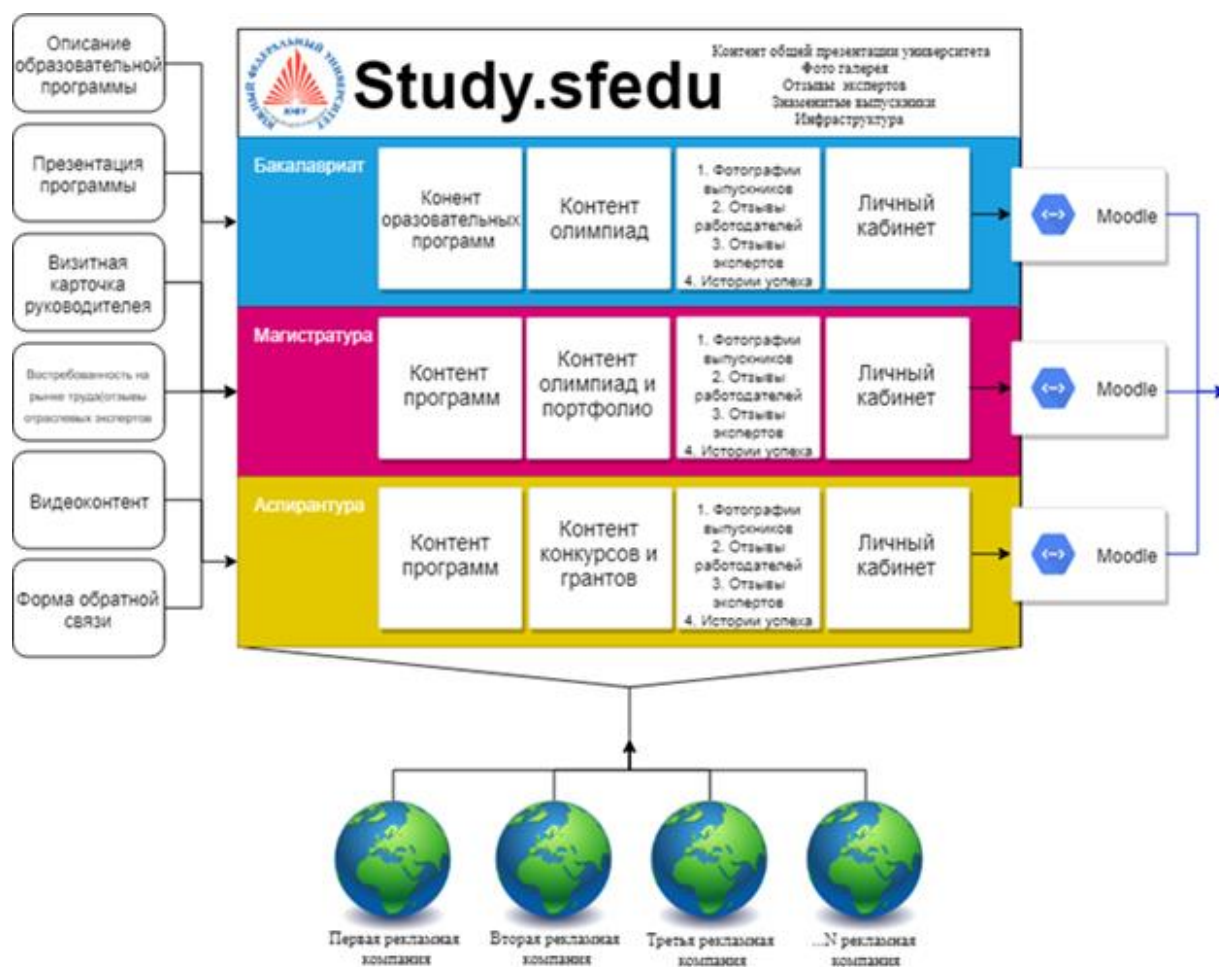 Описание
образовательной
программы
Презентация
программы
Визитная
карточка
руководителея
Востребованность на
рынке труда(отзывы
отраслевых экспертов
Видеоконтент
Форма обратной
связи
ЮЖНЫЙ ФЕДЕРАЛЬНЫЙ УНИВЕРСИТЕТ
ЮФУ
Study.sfedu
Контент общей презентации университета
Фото галерея
Отзывы экспертов
Знаменитые выпускники
Инфраструктура
Бакалавриат
Конент
оразовательных
программ
Контент
олимпиад
1. Фотографии
выпускников
2. Отзывы
работодателей
3. Отзывы
экспертов
4. Истории успеха
Личный
кабинет
Moodle
Магистратура
Контент
программ
Контент
олимпиад и
портфолио
1. Фотографии
выпускников
2. Отзывы
работодателей
3. Отзывы
экспертов
4. Истории успеха
Личный
кабинет
Moodle
Аспирантура
Контент
программ
Контент
конкурсов и
грантов
1. Фотографии
выпускников
2. Отзывы
работодателей
3. Отзывы
экспертов
4. Истории успеха
Личный
кабинет
Moodle
Первая рекламная
компания
Вторая рекламная
компания
Третья рекламная
компания
...N рекламная
компания